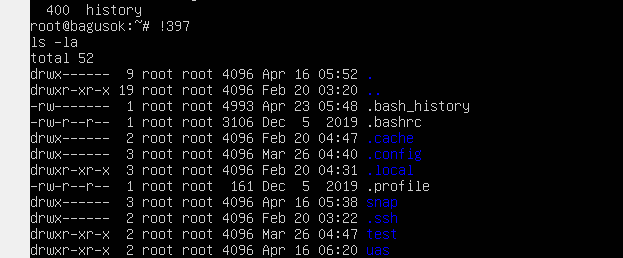 400  history
root@bagusok:~# !397
ls -la
total 52
drwx------  9 root root 4096 Apr 16 05:52 .
drwxr-xr-x 19 root root 4096 Feb 20 03:20 ..
-rw-------  1 root root 4993 Apr 23 05:48 .bash_history
-rw-r--r--  1 root root 3106 Dec  5  2019 .bashrc
drwx------  2 root root 4096 Feb 20 04:47 .cache
drwx------  3 root root 4096 Mar 26 04:40 .config
drwxr-xr-x  3 root root 4096 Feb 20 04:31 .local
-rw-r--r--  1 root root  161 Dec  5  2019 .profile
drwx------  3 root root 4096 Apr 16 05:38 snap
drwx------  2 root root 4096 Feb 20 03:22 .ssh
drwxr-xr-x  2 root root 4096 Mar 26 04:47 test
drwxr-xr-x  2 root root 4096 Apr 16 06:20 uas